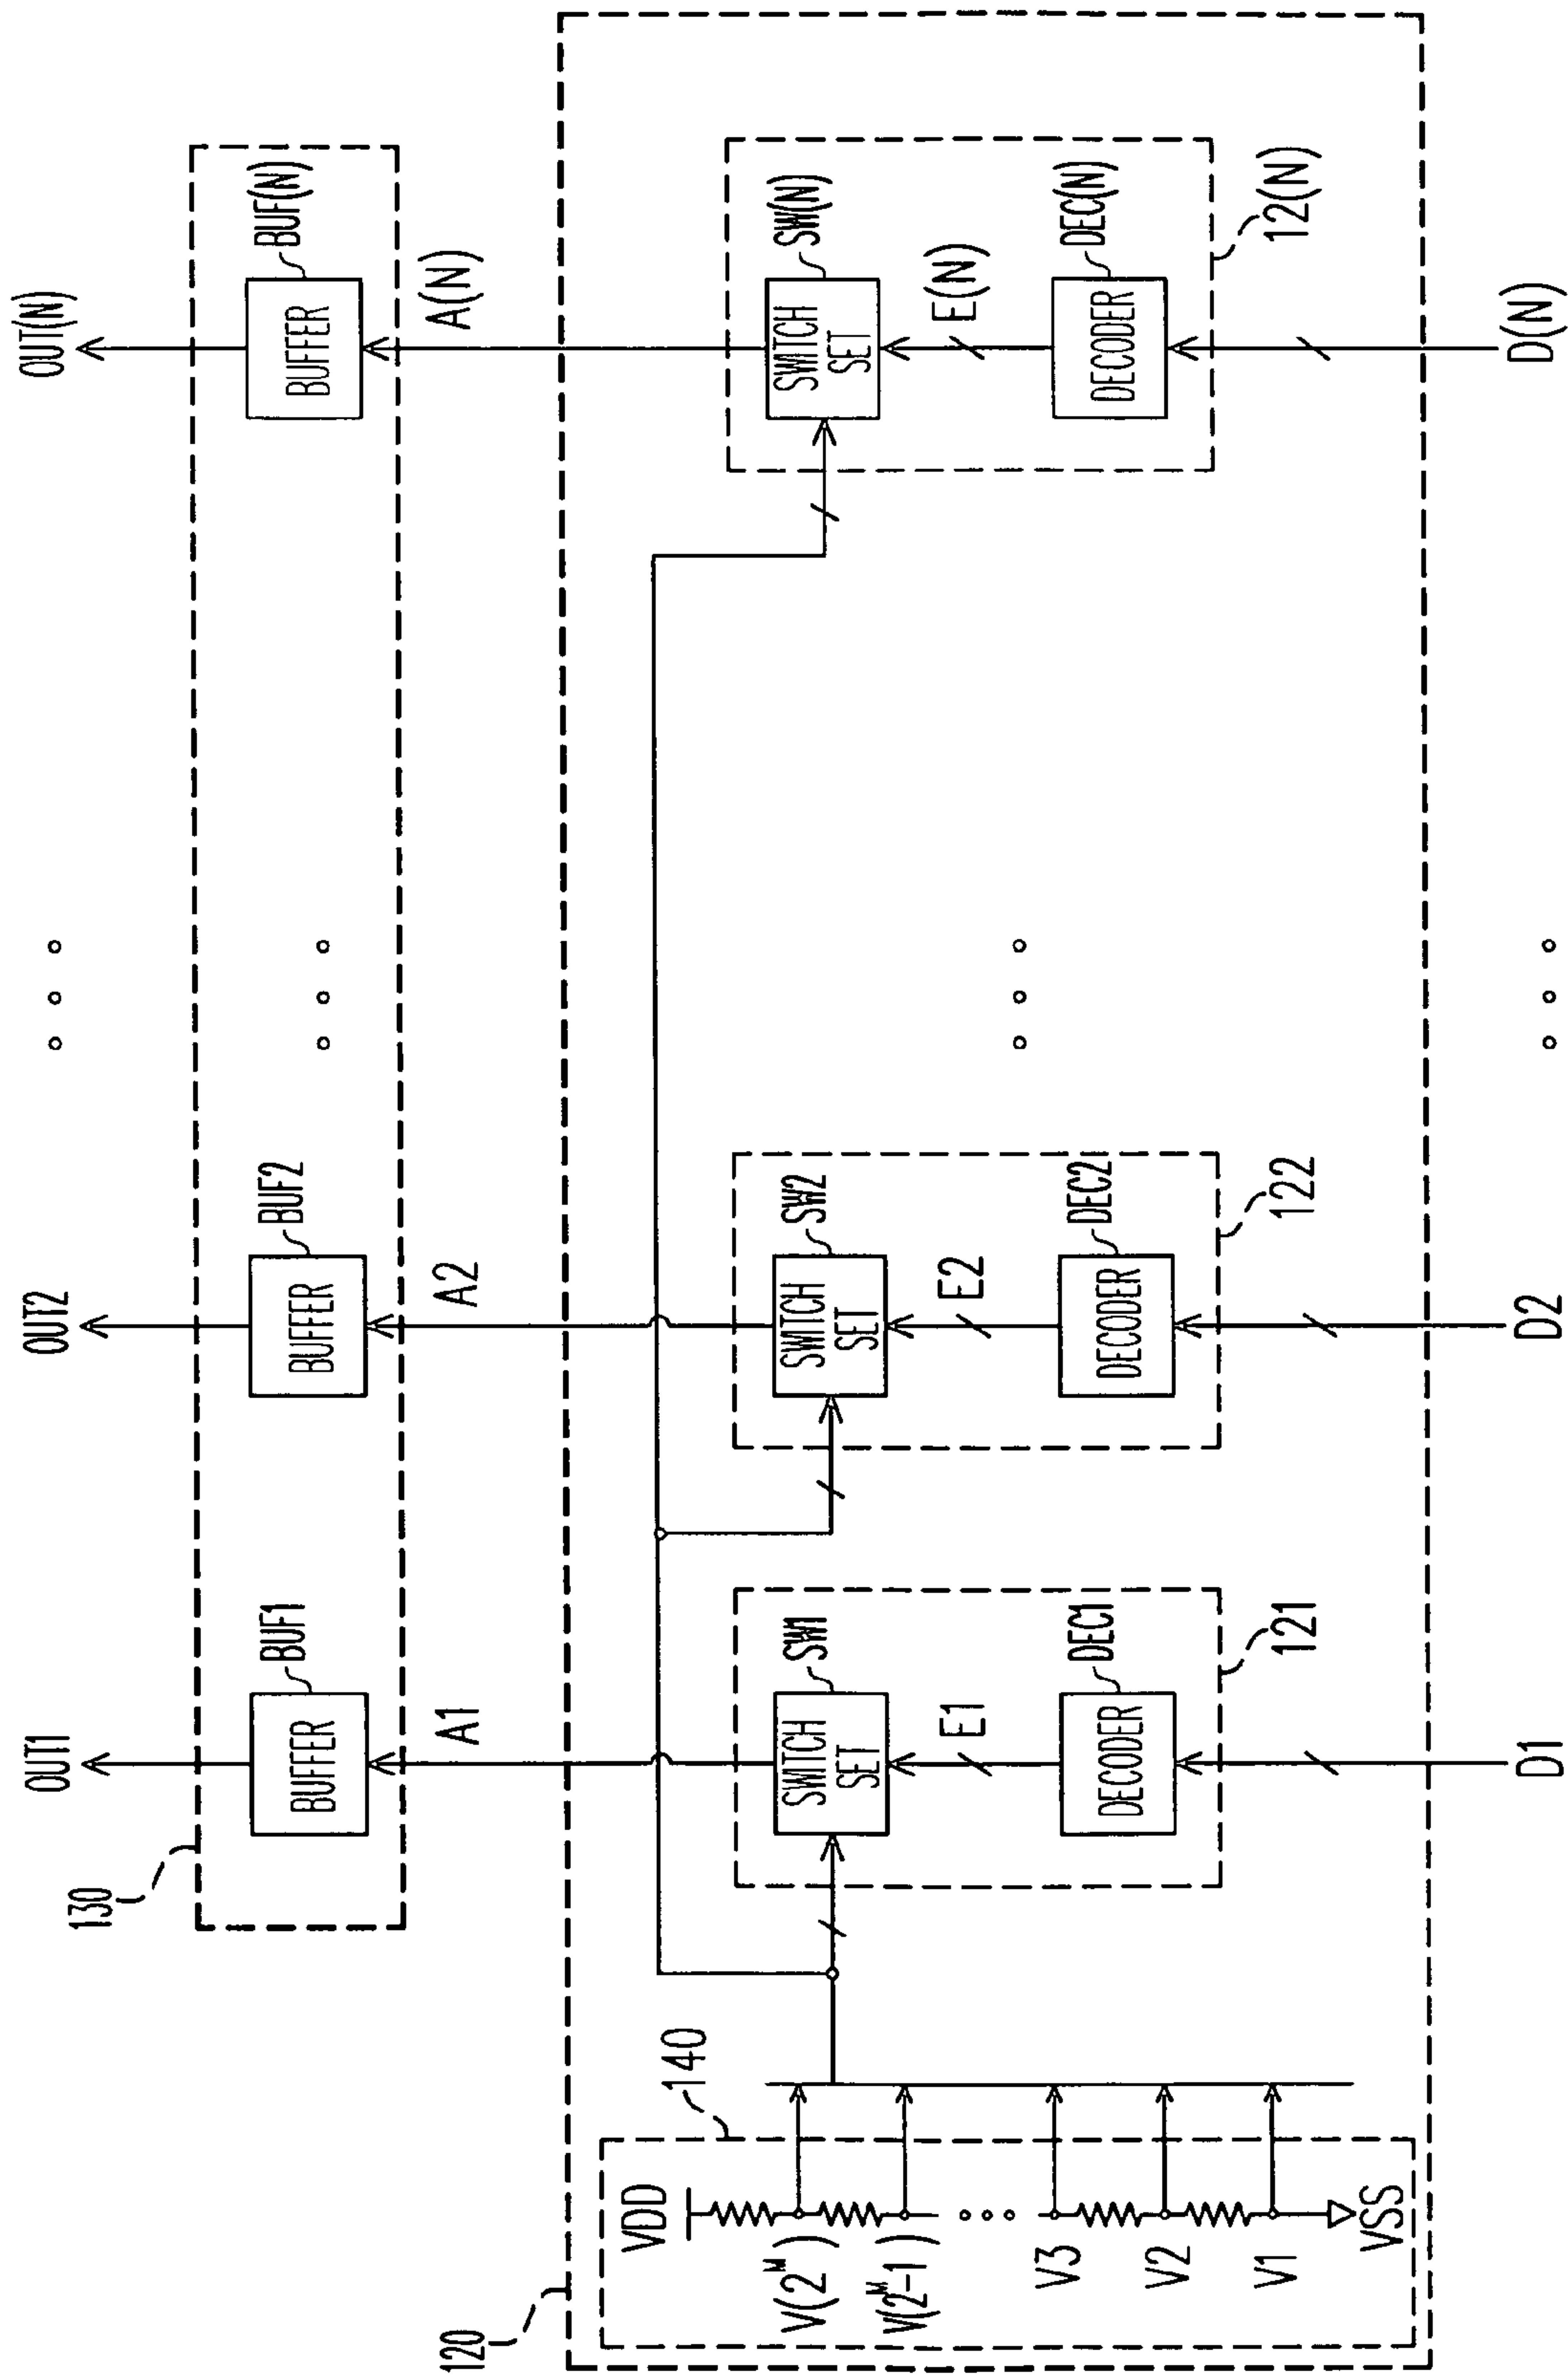 OUT1
OUT2
OUT(N)
130
BUFFER
BUF1
BUFFER
BUF2
BUFFER
BUF(N)
A1
A2
A(N)
120
140
VDD
V(2^M)
V(2^M-1)
V3
V2
V1
VSS
SWITCH
SET
SW1
E1
DECODER
DEC1
121
SWITCH
SET
SW2
E2
DECODER
DEC2
122
SWITCH
SET
SW(N)
E(N)
DECODER
DEC(N)
12(N)
D1
D2
D(N)